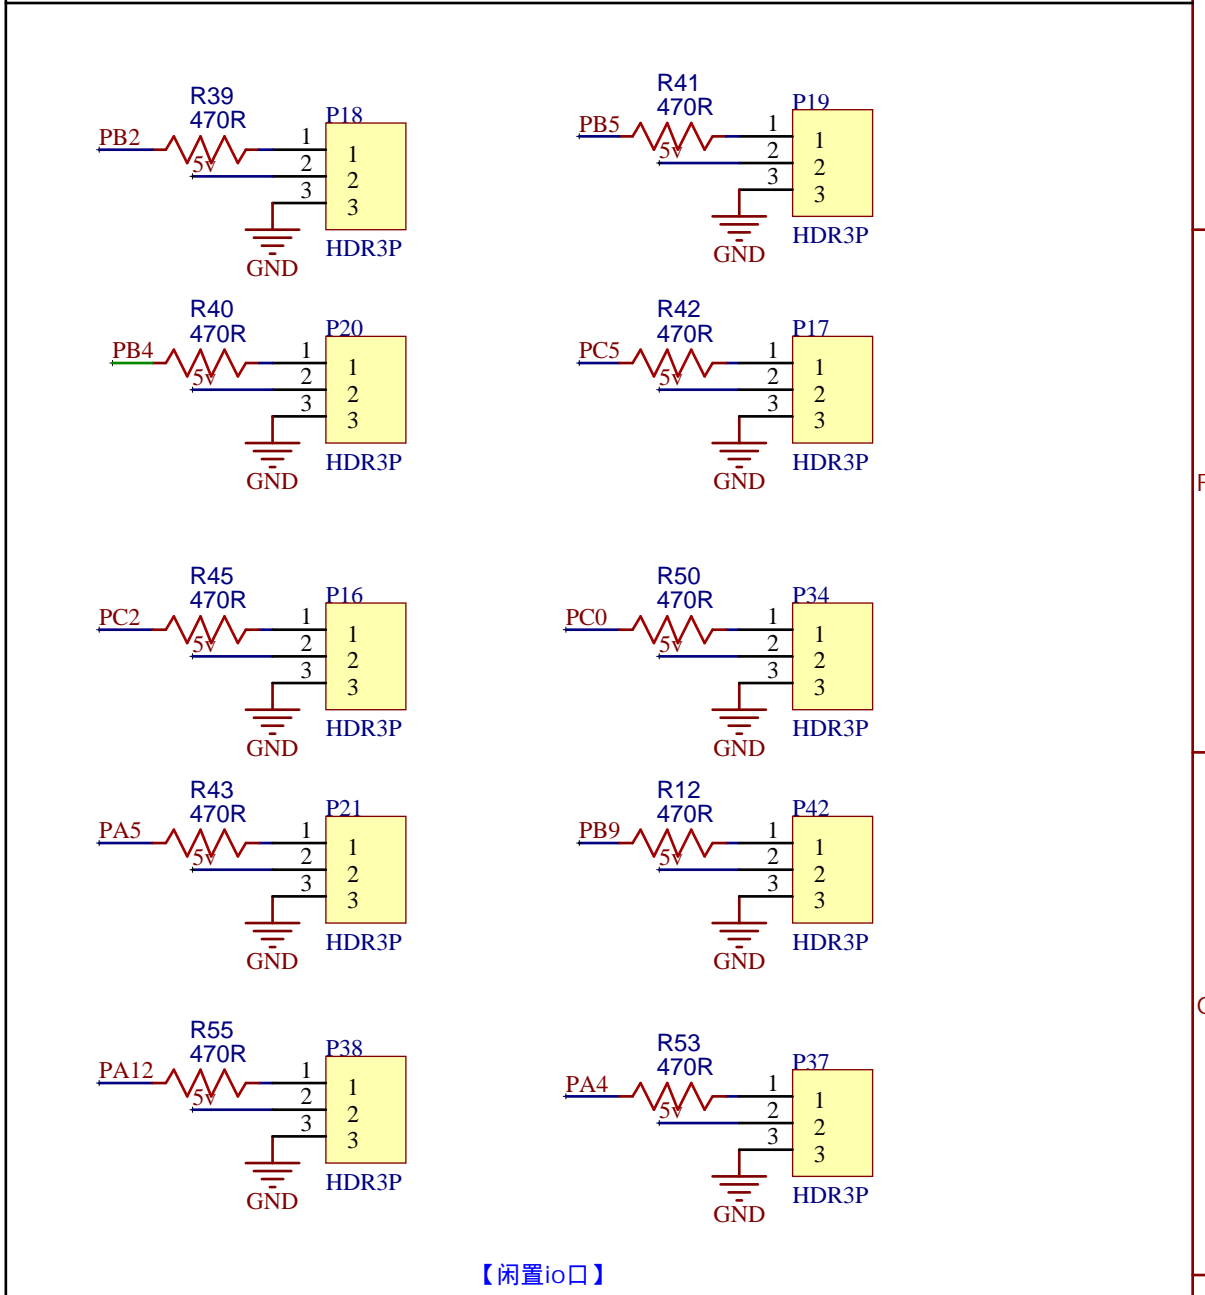 R39
470R
P18
PB2
5v
1
2
3
1
2
3
GND
HDR3P
R41
470R
P19
PB5
5v
1
2
3
1
2
3
GND
HDR3P
R40
470R
P20
PB4
5v
1
2
3
1
2
3
GND
HDR3P
R42
470R
P17
PC5
5v
1
2
3
1
2
3
GND
HDR3P
R45
470R
P16
PC2
5v
1
2
3
1
2
3
GND
HDR3P
R50
470R
P34
PC0
5v
1
2
3
1
2
3
GND
HDR3P
R43
470R
P21
PA5
5v
1
2
3
1
2
3
GND
HDR3P
R12
470R
P42
PB9
5v
1
2
3
1
2
3
GND
HDR3P
R55
470R
P38
PA12
5v
1
2
3
1
2
3
GND
HDR3P
R53
470R
P37
PA4
5v
1
2
3
1
2
3
GND
HDR3P
【闲置io口】